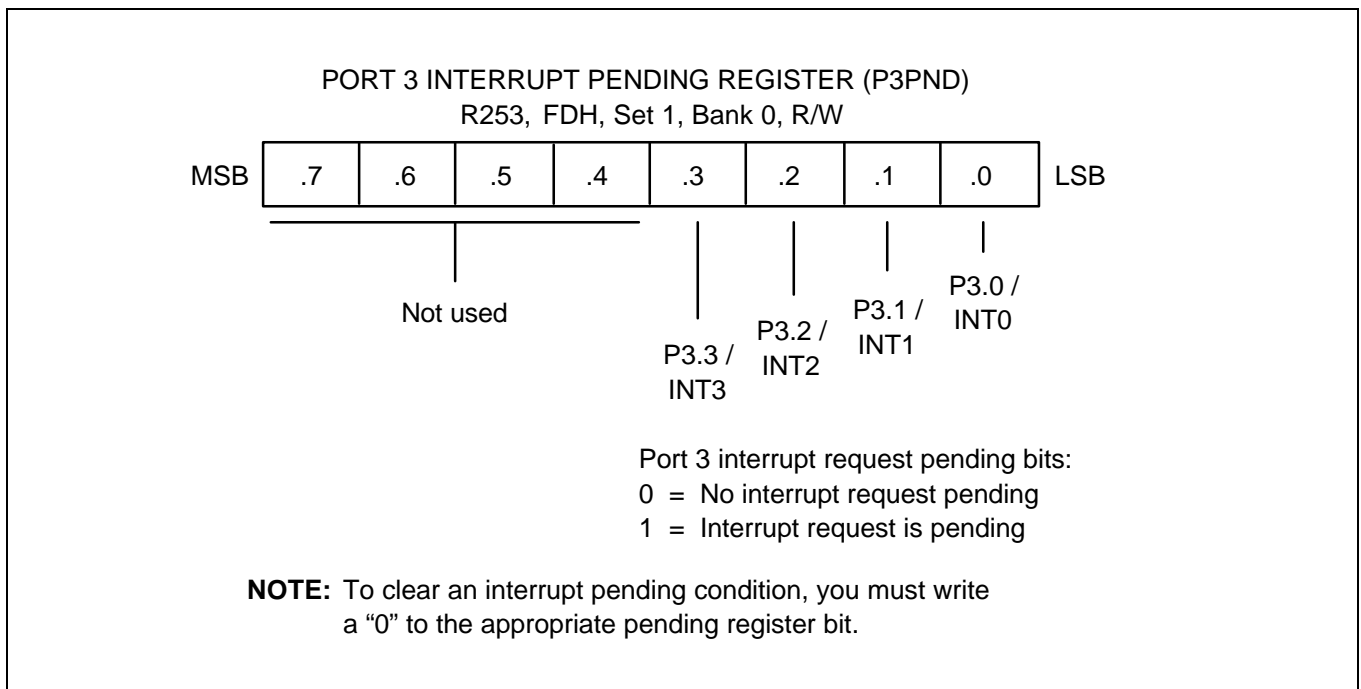 PORT 3 INTERRUPT PENDING REGISTER (P3PND)
R253, FDH, Set 1, Bank 0, R/W
MSB .7 .6 .5 .4 .3 .2 .1 .0 LSB
Not used
P3.3 /
INT3
P3.2 /
INT2
P3.1 /
INT1
P3.0 /
INT0
Port 3 interrupt request pending bits:
0 = No interrupt request pending
1 = Interrupt request is pending
NOTE: To clear an interrupt pending condition, you must write
a “0” to the appropriate pending register bit.